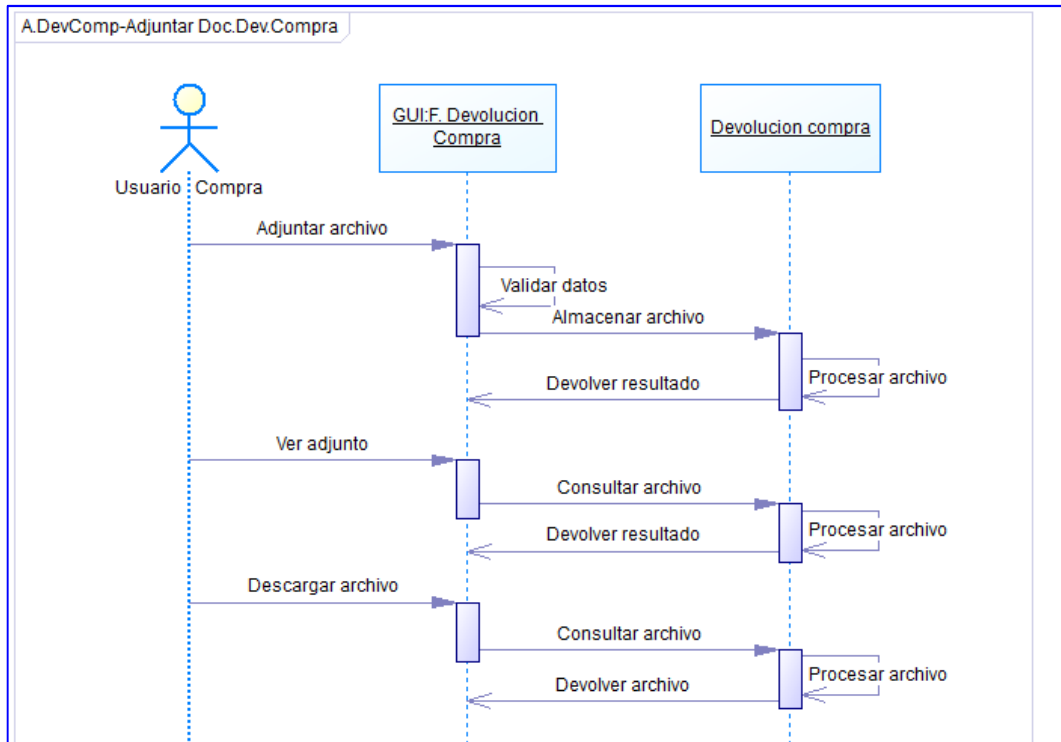 A.DevComp-Adjuntar Doc.Dev.Compra
GUI:F. Devolucion
Compra
Devolucion compra
Usuario Compra
Adjuntar archivo
Validar datos
Almacenar archivo
Procesar archivo
Devolver resultado
Ver adjunto
Consultar archivo
Procesar archivo
Devolver resultado
Descargar archivo
Consultar archivo
Procesar archivo
Devolver archivo